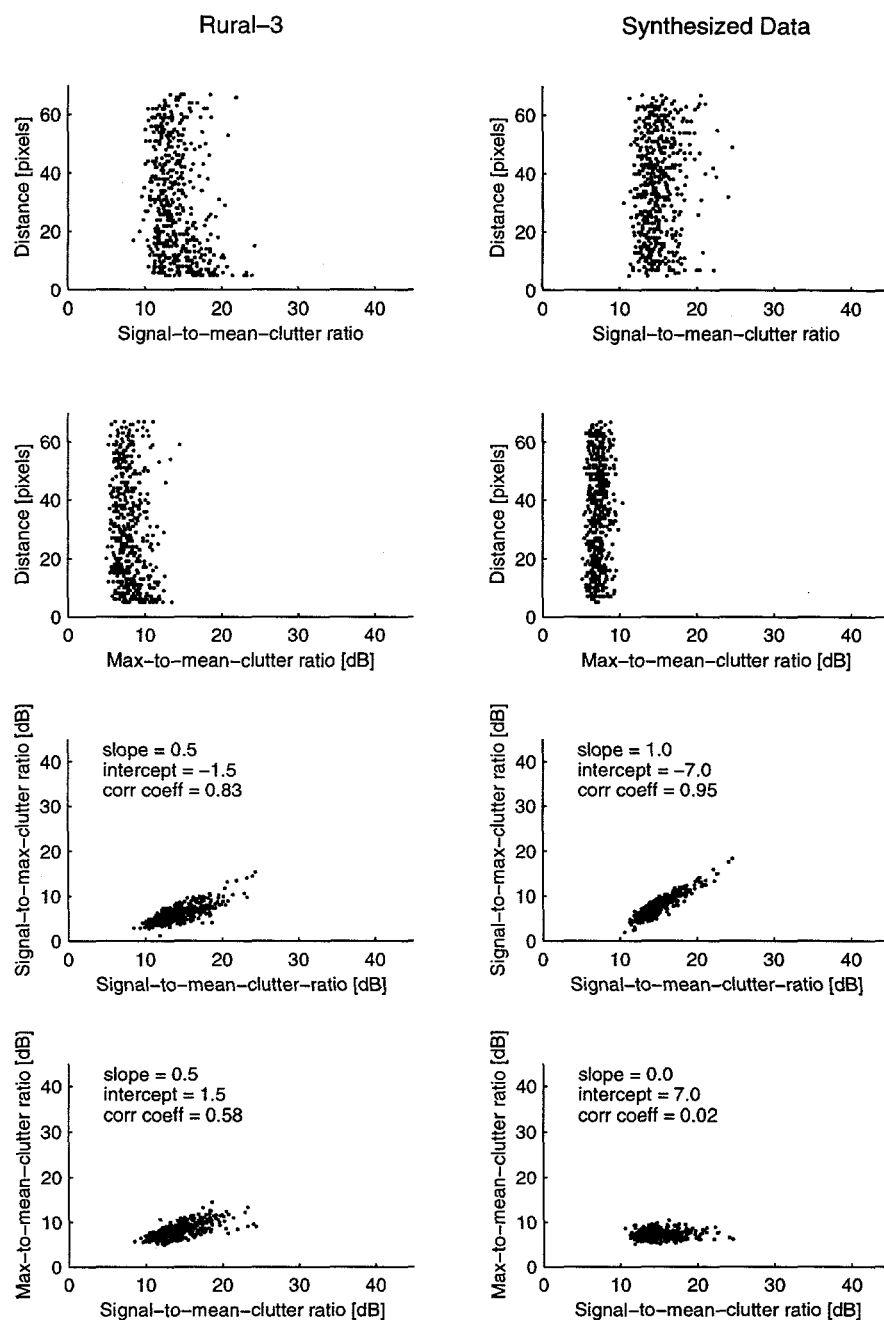 Rural–3
Synthesized Data
Distance [pixels]
60
40
20
0
0 10 20 30 40
Signal–to–mean–clutter ratio
Distance [pixels]
60
40
20
0
0 10 20 30 40
Signal–to–mean–clutter ratio
Distance [pixels]
60
40
20
0
0 10 20 30 40
Max–to–mean–clutter ratio [dB]
Distance [pixels]
60
40
20
0
0 10 20 30 40
Max–to–mean–clutter ratio [dB]
Signal–to–max–clutter ratio [dB]
40
30
20
10
0
slope = 0.5
intercept = –1.5
corr coeff = 0.83
0 10 20 30 40
Signal–to–mean–clutter–ratio [dB]
Signal–to–max–clutter ratio [dB]
40
30
20
10
0
slope = 1.0
intercept = –7.0
corr coeff = 0.95
0 10 20 30 40
Signal–to–mean–clutter–ratio [dB]
Max–to–mean–clutter ratio [dB]
40
30
20
10
0
slope = 0.5
intercept = 1.5
corr coeff = 0.58
0 10 20 30 40
Signal–to–mean–clutter ratio [dB]
Max–to–mean–clutter ratio [dB]
40
30
20
10
0
slope = 0.0
intercept = 7.0
corr coeff = 0.02
0 10 20 30 40
Signal–to–mean–clutter ratio [dB]